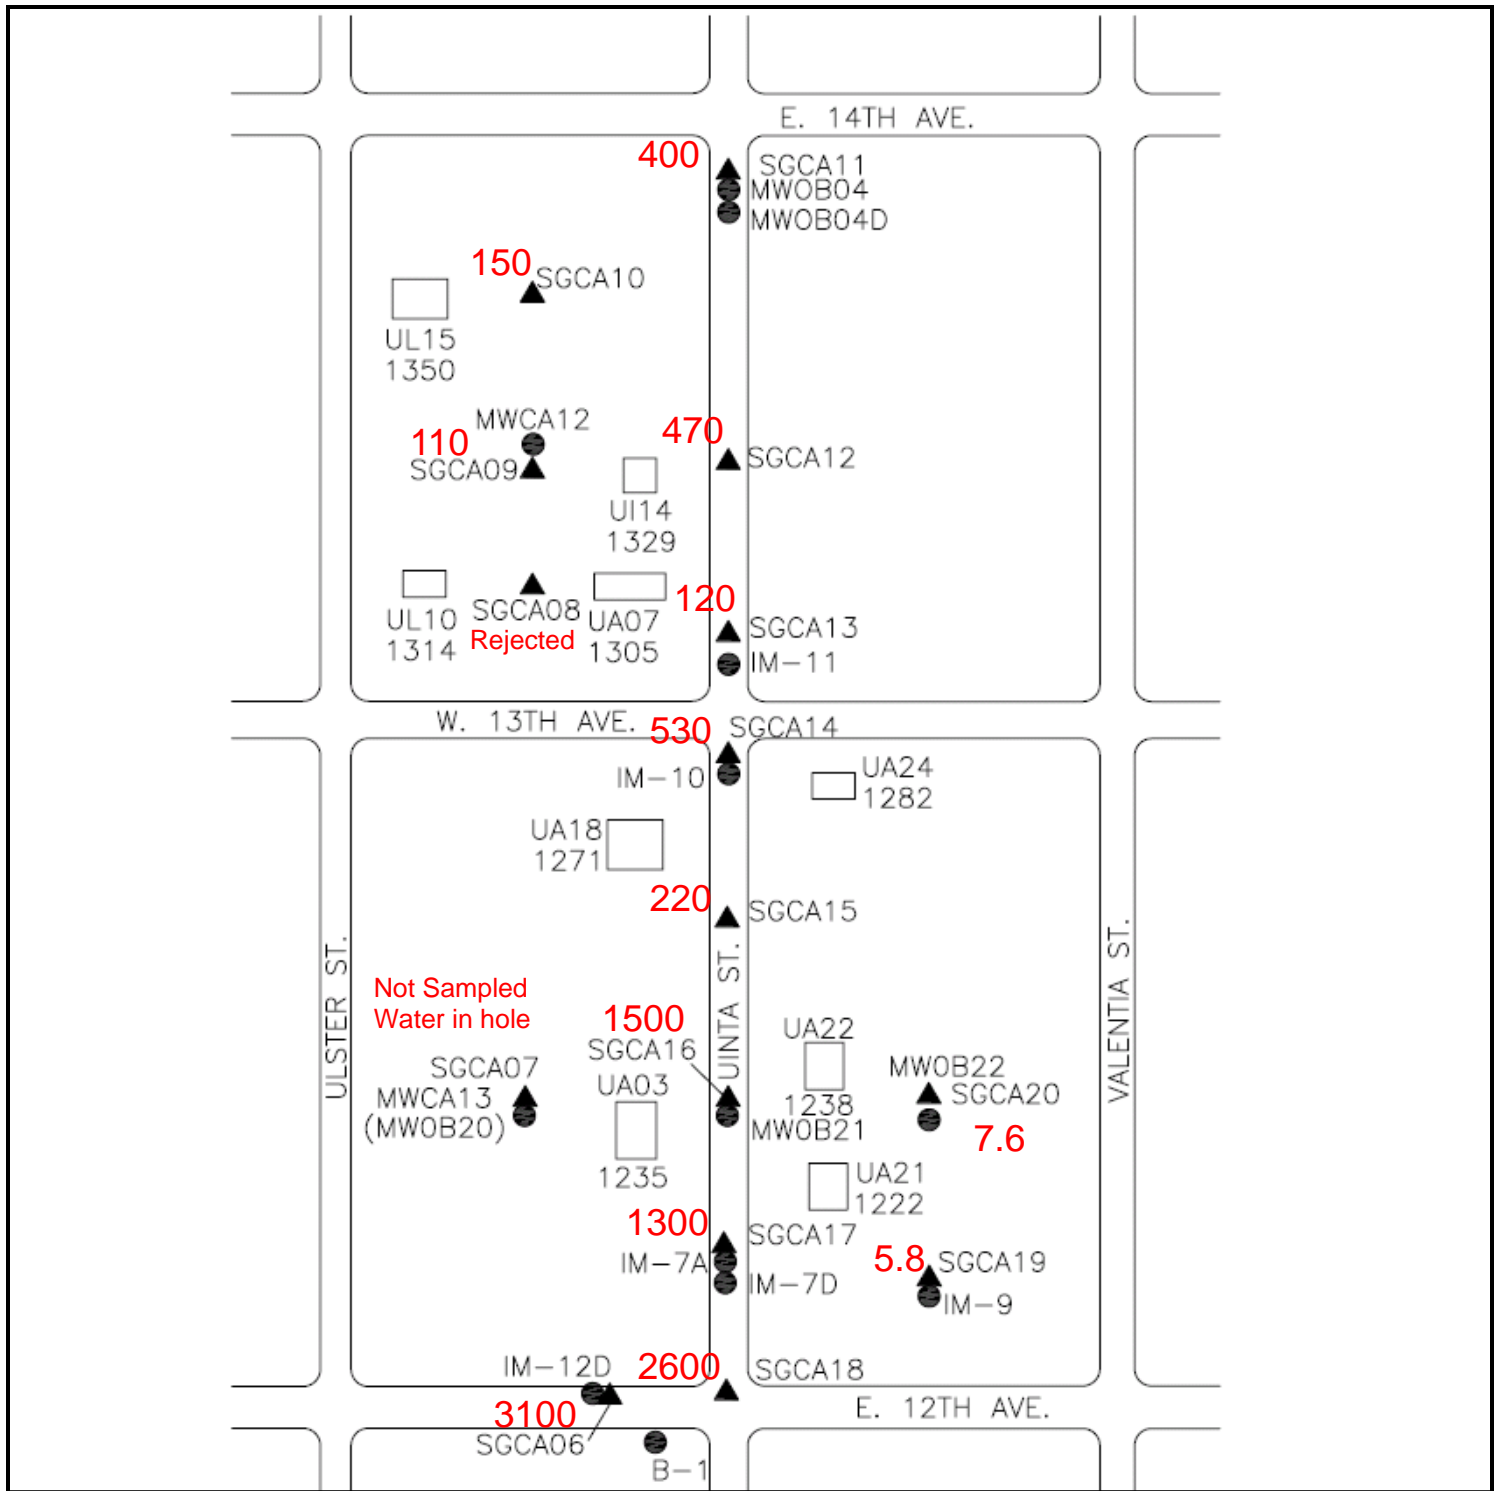 E. 14TH AVE.
400
SGCA11
MWOB04
MWOB04D
150
SGCA10
UL15
1350
MWCA12
110
SGCA09
470
SGCA12
UI14
1329
UL10
1314
SGCA08
Rejected
UA07
1305
120
SGCA13
IM-11
W. 13TH AVE.
530
SGCA14
IM-10
UA24
1282
UA18
1271
220
SGCA15
ULSTER ST.
UINTA ST.
VALENTIA ST.
Not Sampled
Water in hole
SGCA07
MWCA13
(MWOB20)
1500
SGCA16
UA03
1235
MWOB21
UA22
1238
MWOB22
SGCA20
7.6
UA21
1222
1300
SGCA17
IM-7A
IM-7D
5.8
SGCA19
IM-9
IM-12D
2600
SGCA18
E. 12TH AVE.
3100
SGCA06
B-1